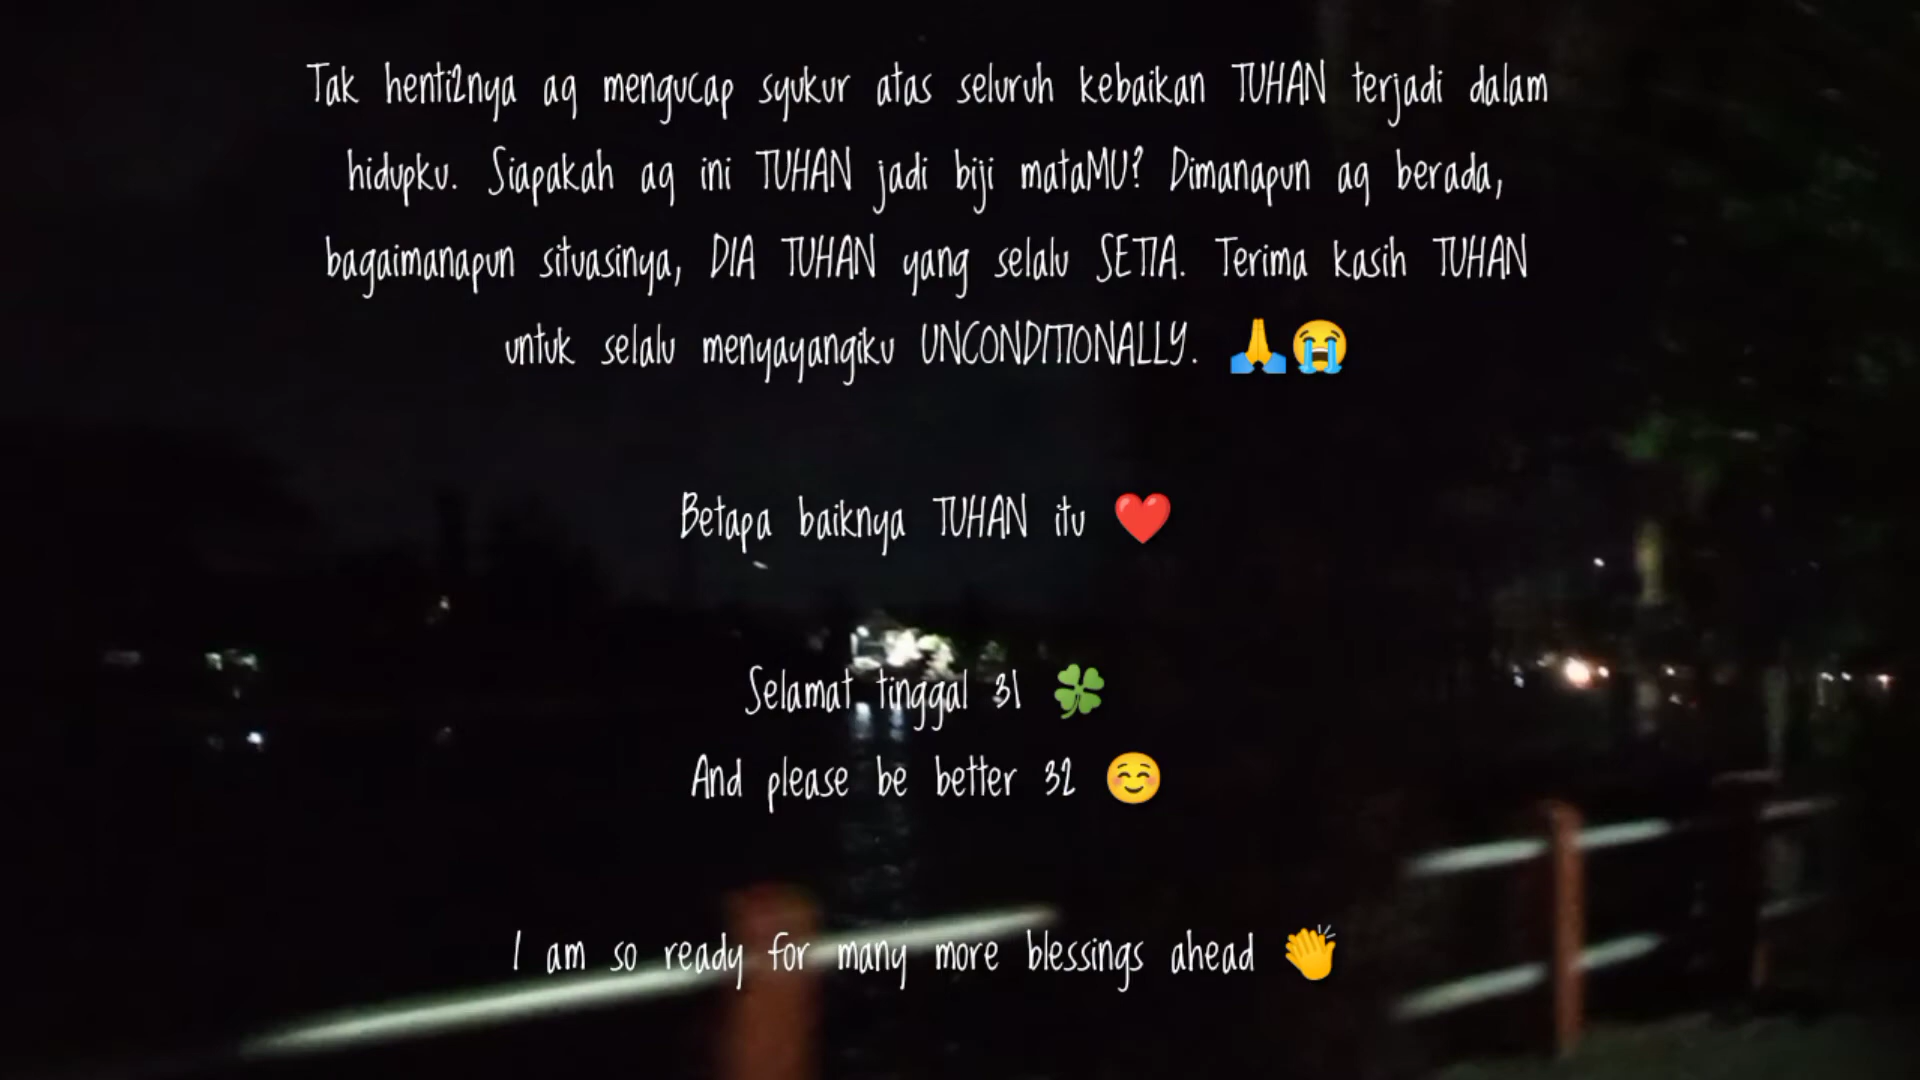 Tak henti2nya aq mengucap syukur atas seluruh kebaikan TUHAN terjadi dalam
hidupku. Siapakah aq ini TUHAN jadi biji mataMU? Dimanapun aq berada,
bagaimanapun situasinya, DIA TUHAN yang selalu SETIA. Terima kasih TUHAN
untuk selalu menyayangiku UNCONDITIONALLY. 🙏😭
Betapa baiknya TUHAN itu ❤️
Selamat tinggal 31 🍀
And please be better 32 ☺️
I am so ready for many more blessings ahead 👏